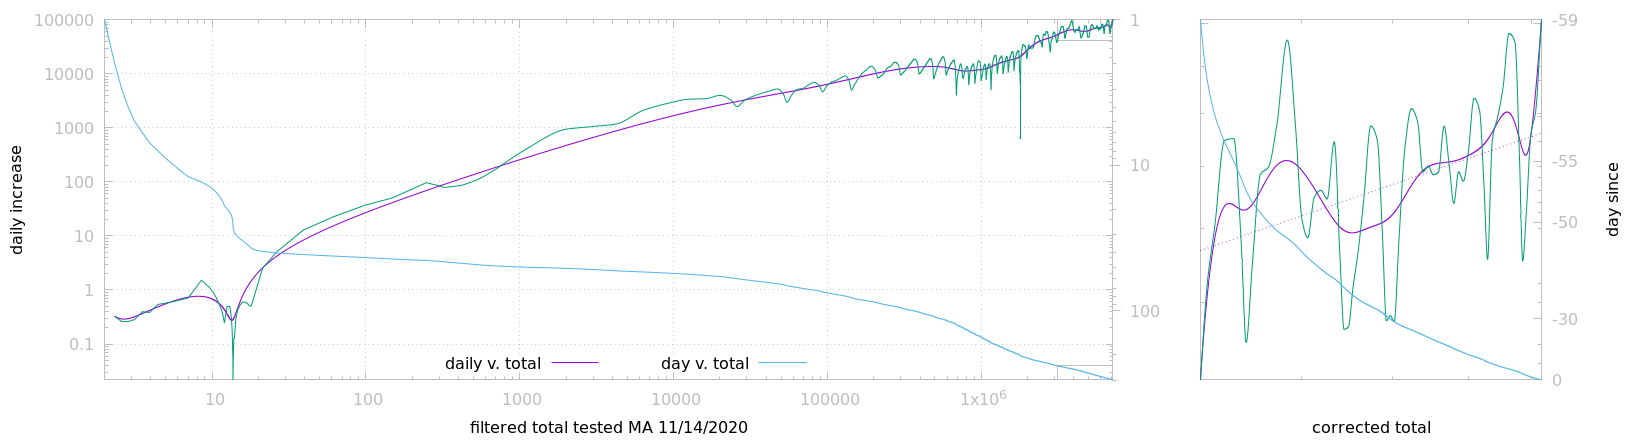 100000
10000
1000
100
10
1
0.1
daily increase
10
100
1000
10000
100000
1x10⁶
filtered total tested MA 11/14/2020
daily v. total
day v. total
1
10
100
-59
-55
-50
-30
0
day since
corrected total